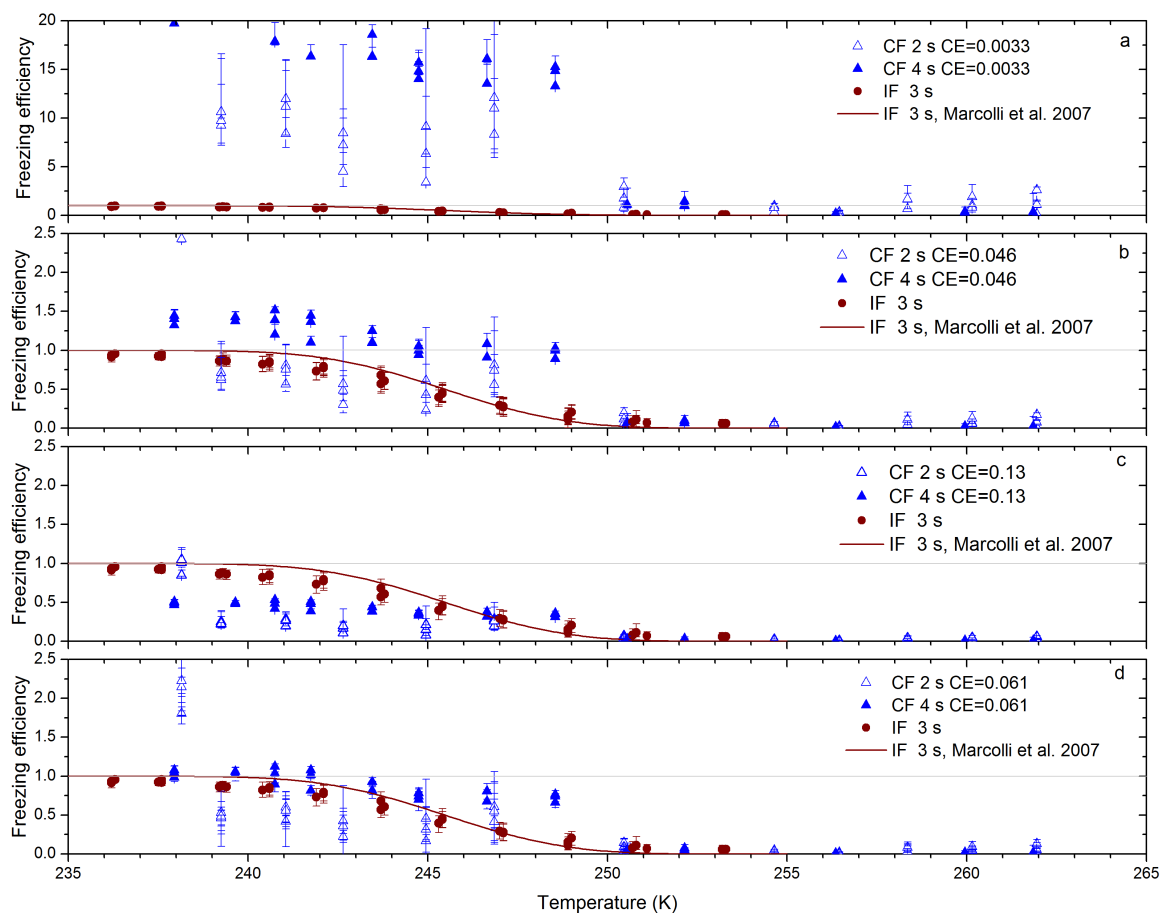 20
15
10
5
0
Freezing efficiency
a
CF 2 s CE=0.0033
CF 4 s CE=0.0033
IF 3 s
IF 3 s, Marcolli et al. 2007
2.5
2.0
1.5
1.0
0.5
0.0
Freezing efficiency
b
CF 2 s CE=0.046
CF 4 s CE=0.046
IF 3 s
IF 3 s, Marcolli et al. 2007
2.5
2.0
1.5
1.0
0.5
0.0
Freezing efficiency
c
CF 2 s CE=0.13
CF 4 s CE=0.13
IF 3 s
IF 3 s, Marcolli et al. 2007
2.5
2.0
1.5
1.0
0.5
0.0
Freezing efficiency
d
CF 2 s CE=0.061
CF 4 s CE=0.061
IF 3 s
IF 3 s, Marcolli et al. 2007
235 240 245 250 255 260 265
Temperature (K)